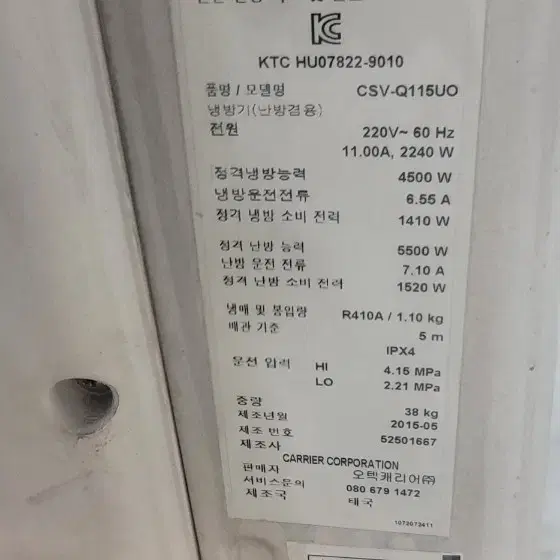 KTC HU07822-9010
품명 / 모델명 CSV-Q115UO
냉방기(난방겸용)
전원 220V~ 60 Hz
11.00A, 2240 W
정격냉방능력 4500 W
냉방운전전류 6.55 A
정격 냉방 소비 전력 1410 W
정격 난방 능력 5500 W
난방 운전 전류 7.10 A
정격 난방 소비 전력 1520 W
냉매 및 봉입량 R410A / 1.10 kg
배관 기준 5 m
IPX4
운전 압력 HI 4.15 MPa
LO 2.21 MPa
중량 38 kg
제조년월 2015-05
제조 번호 52501667
제조사
CARRIER CORPORATION
판매자 오텍캐리어(주)
서비스문의 080 679 1472
제조국 태국
1072073411